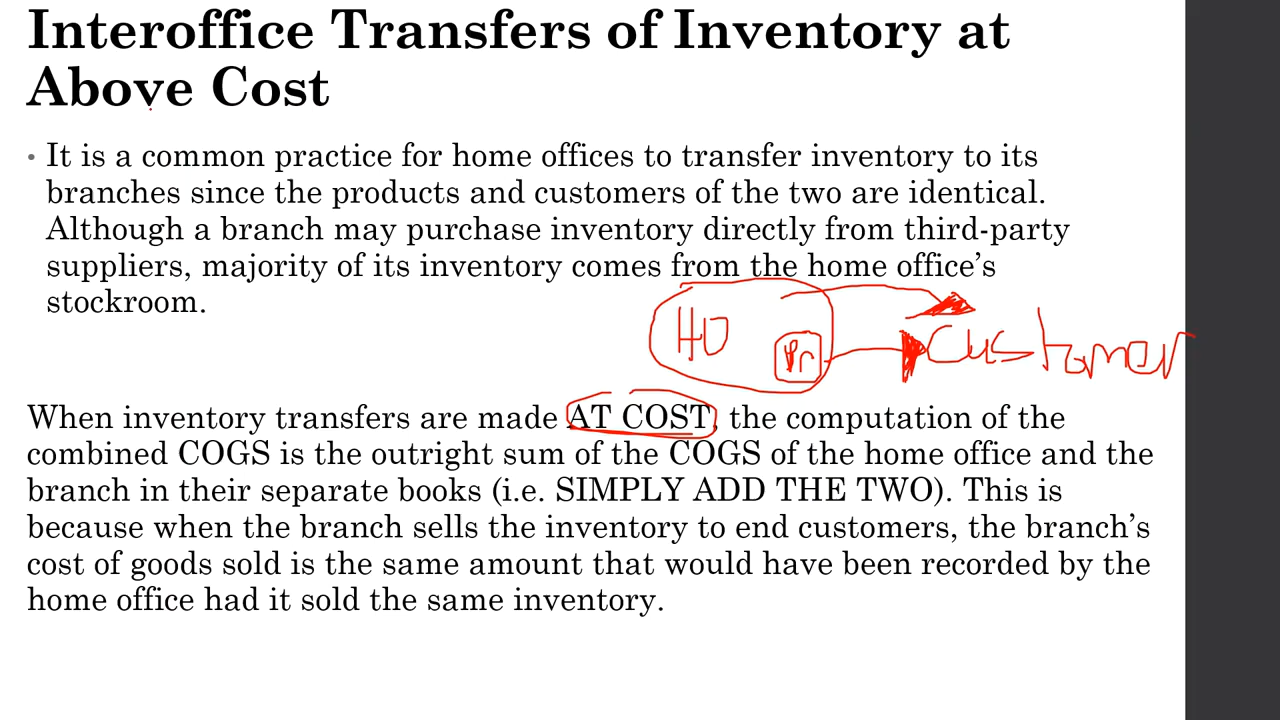 Interoffice Transfers of Inventory at
Above Cost
• It is a common practice for home offices to transfer inventory to its
branches since the products and customers of the two are identical.
Although a branch may purchase inventory directly from third-party
suppliers, majority of its inventory comes from the home office’s
stockroom.
HO
Br
Customer
When inventory transfers are made AT COST, the computation of the
combined COGS is the outright sum of the COGS of the home office and the
branch in their separate books (i.e. SIMPLY ADD THE TWO). This is
because when the branch sells the inventory to end customers, the branch’s
cost of goods sold is the same amount that would have been recorded by the
home office had it sold the same inventory.